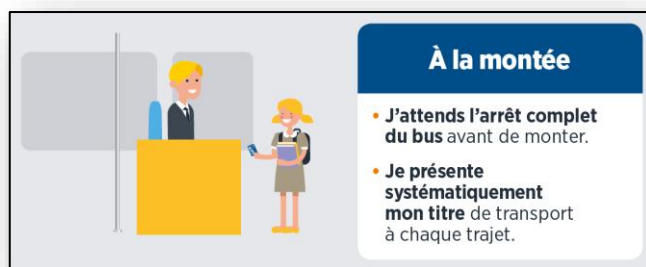 À la montée
• J'attends l'arrêt complet
du bus avant de monter.
• Je présente
systématiquement
mon titre de transport
à chaque trajet.